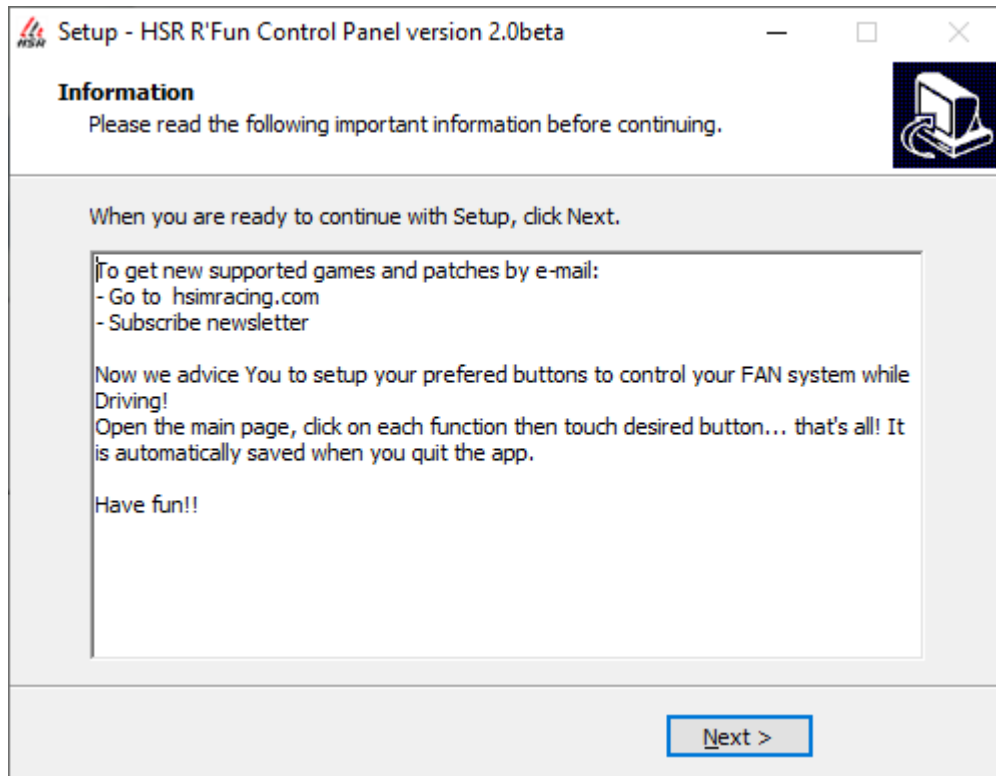 HSR
Setup - HSR R'Fun Control Panel version 2.0beta
Information
Please read the following important information before continuing.
When you are ready to continue with Setup, click Next.
To get new supported games and patches by e-mail:
- Go to  hsimracing.com
- Subscribe newsletter
Now we advice You to setup your prefered buttons to control your FAN system while
Driving!
Open the main page, click on each function then touch desired button... that's all! It
is automatically saved when you quit the app.
Have fun!!
Next >